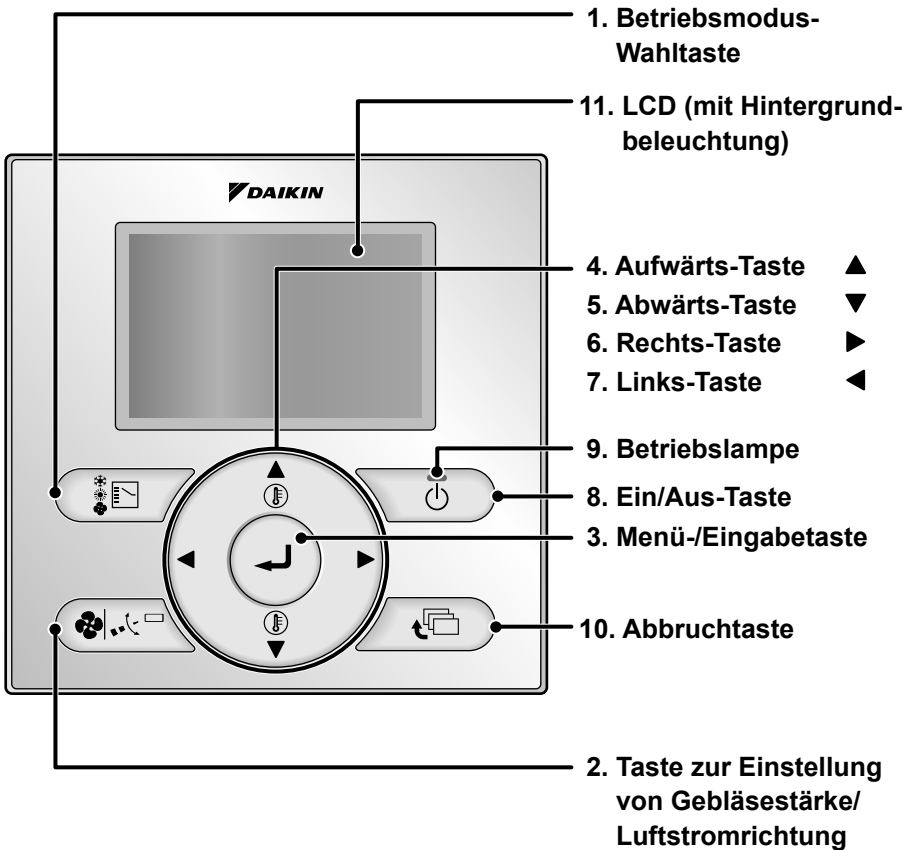 1. Betriebsmodus-
Wahltaste
11. LCD (mit Hintergrund-
beleuchtung)
DAIKIN
4. Aufwärts-Taste ▲
5. Abwärts-Taste ▼
6. Rechts-Taste ▶
7. Links-Taste ◀
9. Betriebslampe
8. Ein/Aus-Taste
3. Menü-/Eingabetaste
10. Abbruchtaste
2. Taste zur Einstellung
von Gebläsestärke/
Luftstromrichtung